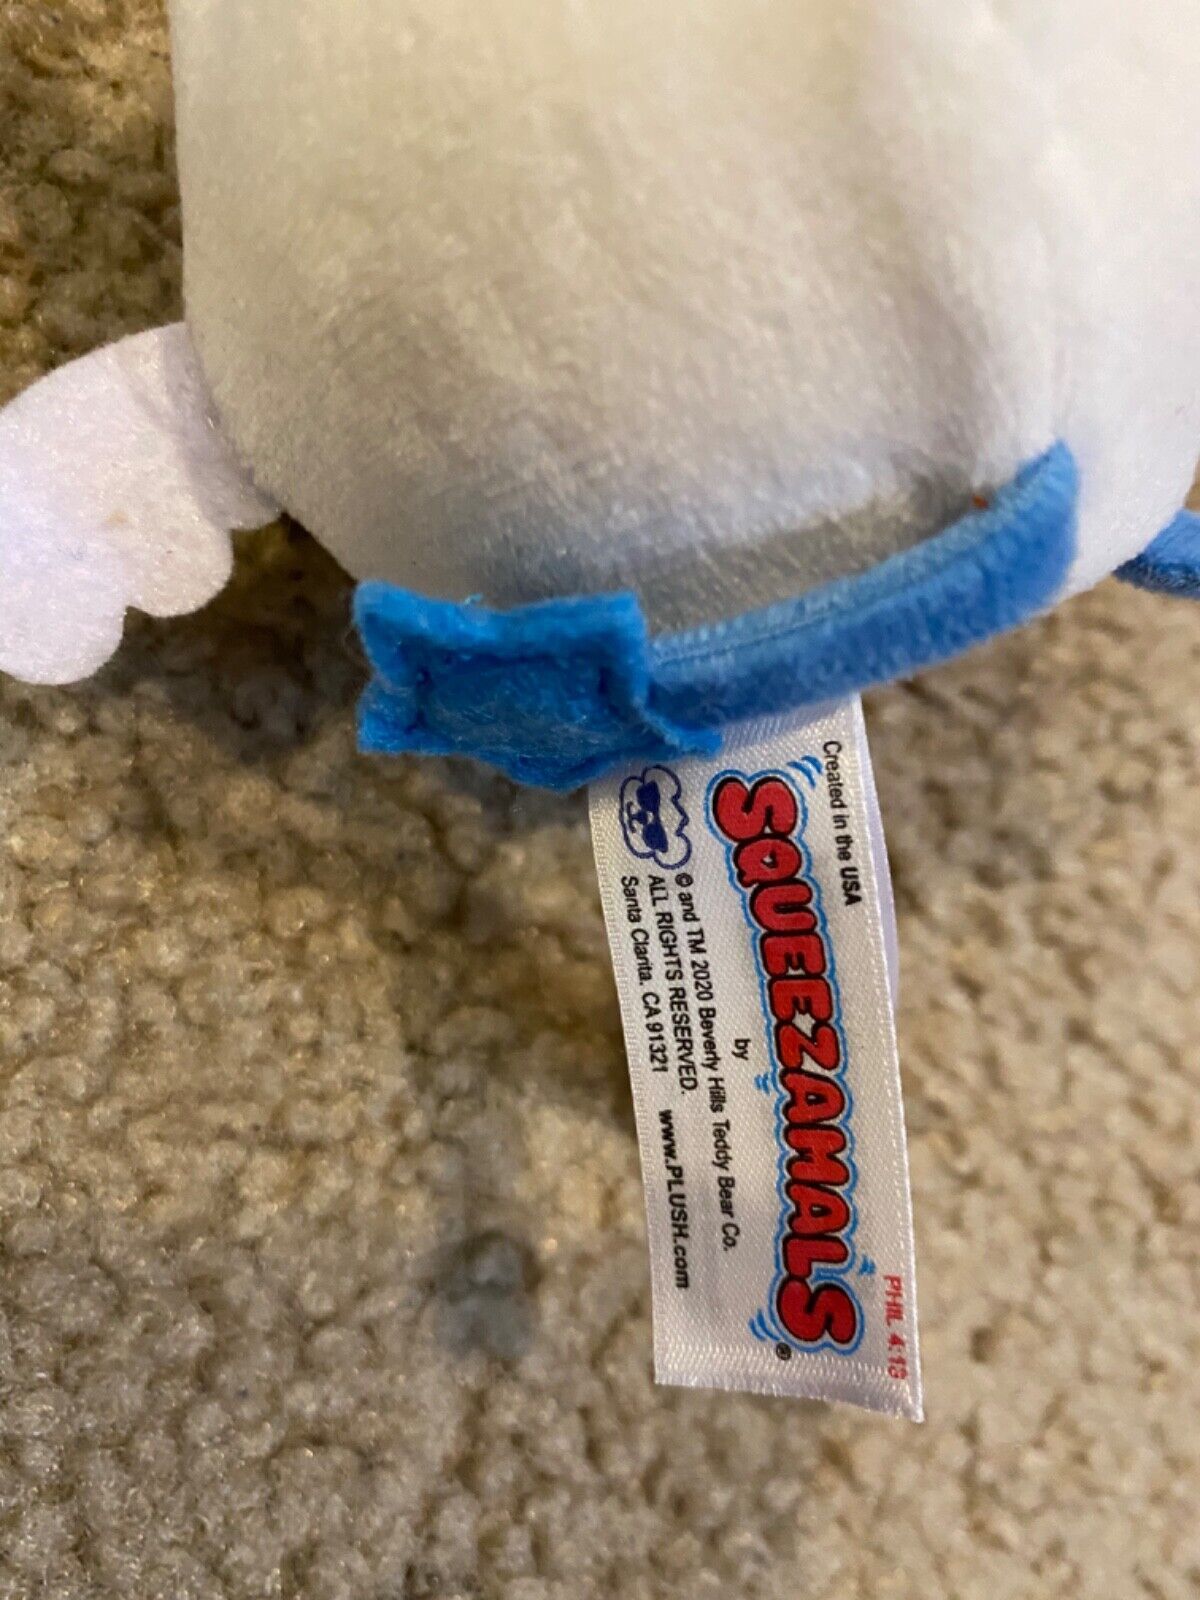 PHIL 4:13
Created in the USA
SQUEEZAMALS®
by
© and TM 2020 Beverly Hills Teddy Bear Co.
ALL RIGHTS RESERVED.
Santa Clarita, CA 91321 www.PLUSH.com